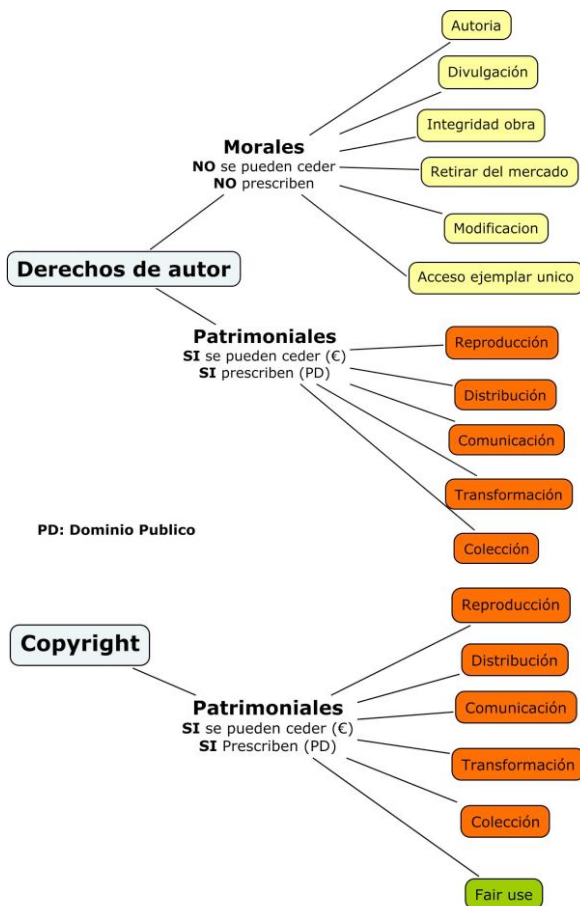 Autoria
Divulgación
Integridad obra
Morales
NO se pueden ceder
NO prescriben
Retirar del mercado
Modificacion
Derechos de autor
Acceso ejemplar unico
Patrimoniales
SI se pueden ceder (€)
SI prescriben (PD)
Reproducción
Distribución
Comunicación
Transformación
PD: Dominio Publico
Colección
Copyright
Reproducción
Distribución
Patrimoniales
SI se pueden ceder (€)
SI Prescriben (PD)
Comunicación
Transformación
Colección
Fair use